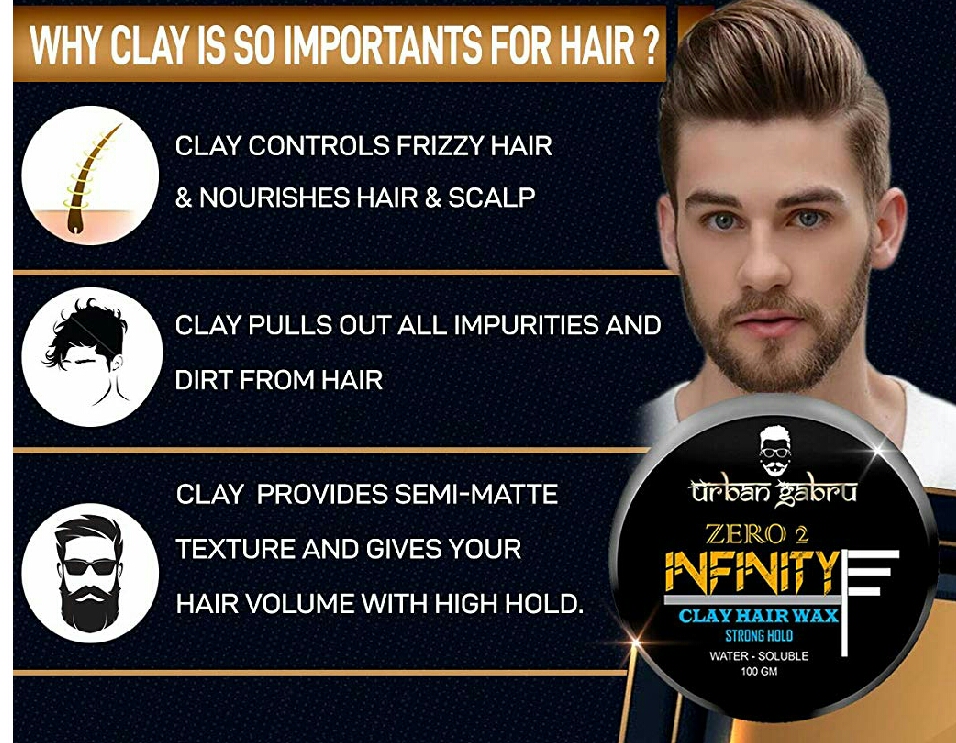 WHY CLAY IS SO IMPORTANTS FOR HAIR ?
CLAY CONTROLS FRIZZY HAIR
& NOURISHES HAIR & SCALP
CLAY PULLS OUT ALL IMPURITIES AND
DIRT FROM HAIR
CLAY PROVIDES SEMI-MATTE
TEXTURE AND GIVES YOUR
HAIR VOLUME WITH HIGH HOLD.
urban gabru
ZERO 2
INFINITY
CLAY HAIR WAX
STRONG HOLD
WATER - SOLUBLE
100 GM